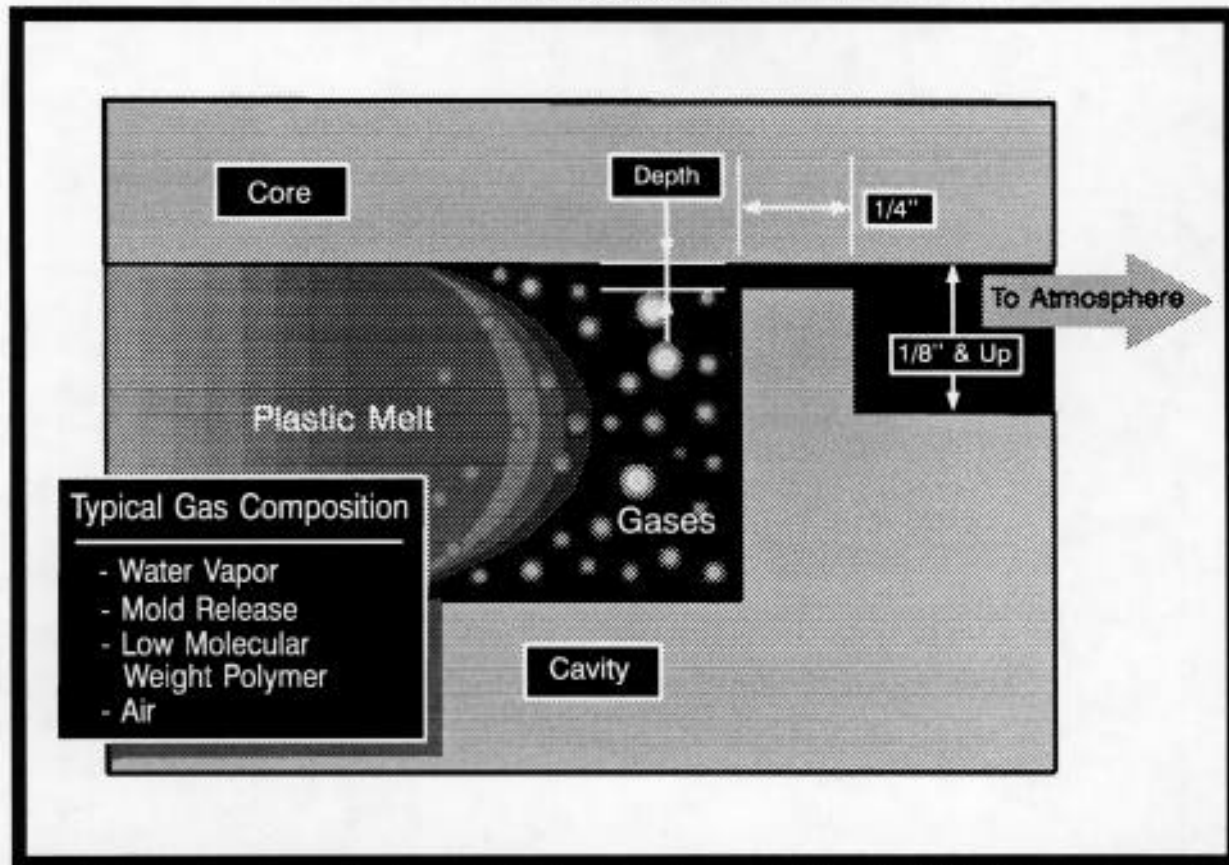 Core
Depth
1/4"
To Atmosphere
1/8" & Up
Plastic Melt
Gases
Typical Gas Composition
- Water Vapor
- Mold Release
- Low Molecular
Weight Polymer
- Air
Cavity